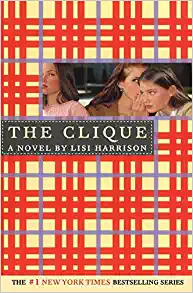 THE CLIQUE
A NOVEL BY LISI HARRISON
THE #1 NEW YORK TIMES BESTSELLING SERIES